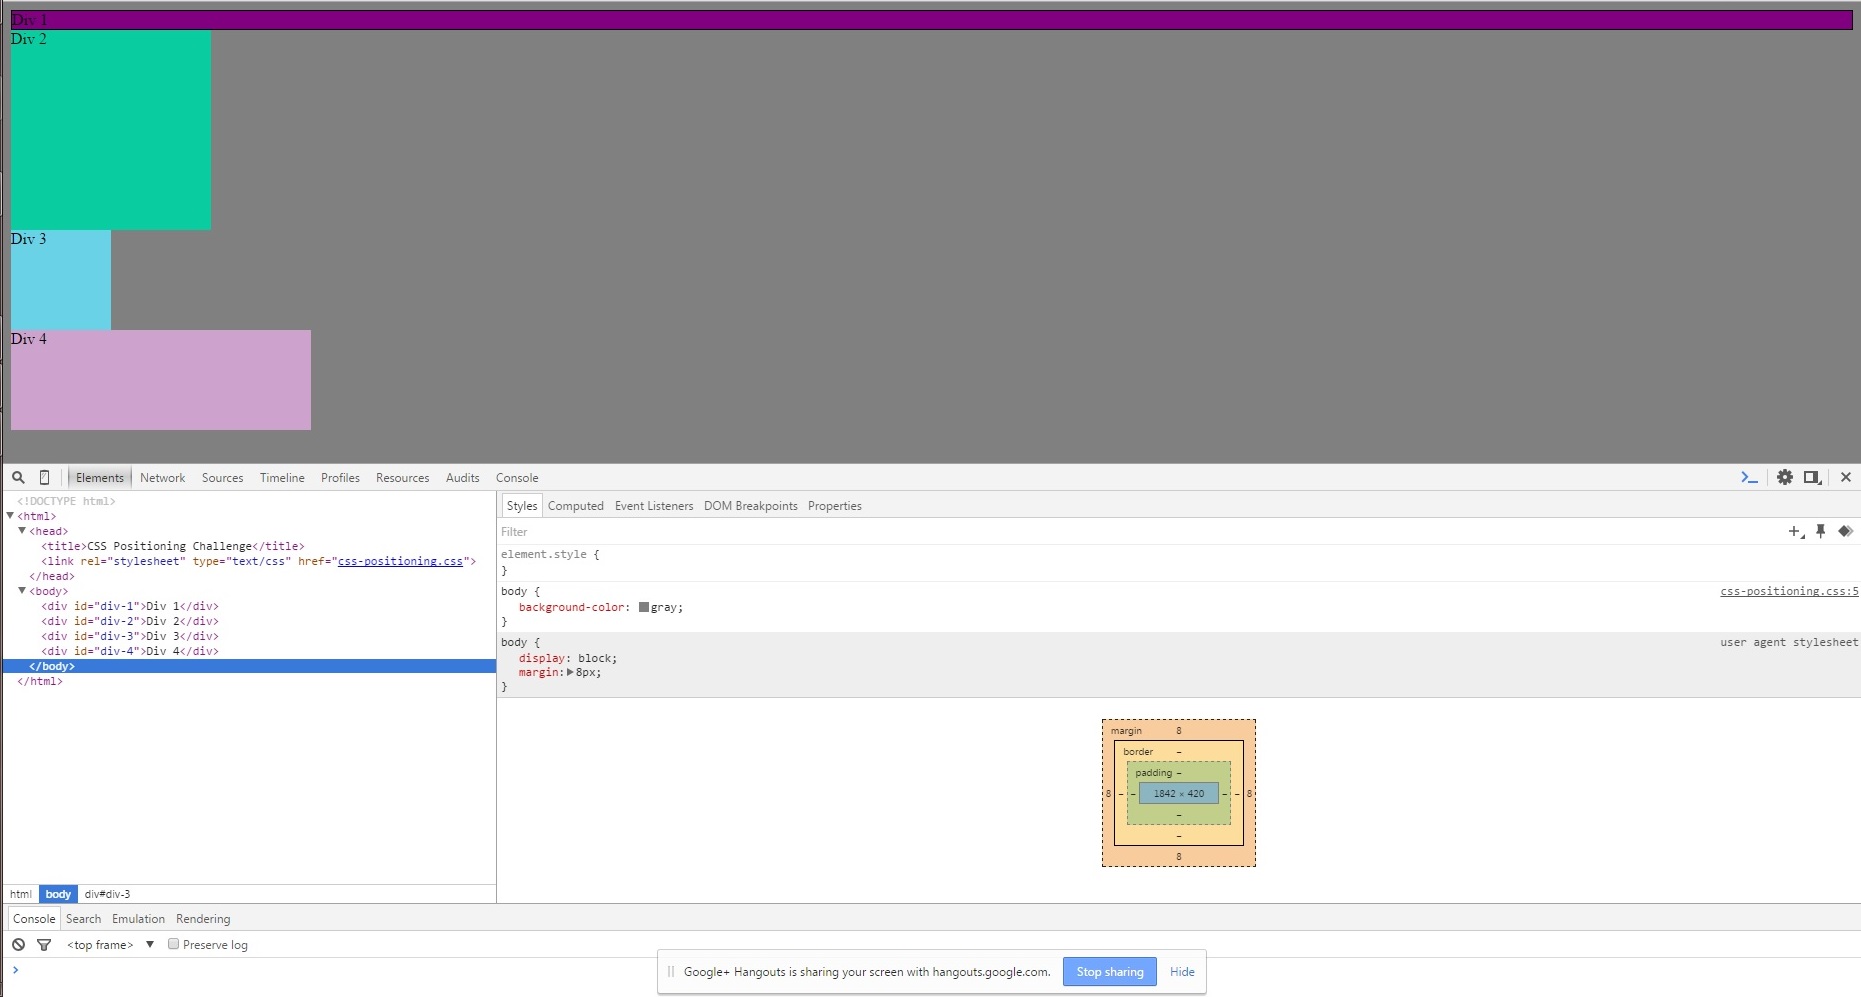 Div 1
Div 2
Div 3
Div 4
Elements Network Sources Timeline Profiles Resources Audits Console
<!DOCTYPE html>
<html>
<head>
<title>CSS Positioning Challenge</title>
<link rel="stylesheet" type="text/css" href="css-positioning.css">
</head>
<body>
<div id="div-1">Div 1</div>
<div id="div-2">Div 2</div>
<div id="div-3">Div 3</div>
<div id="div-4">Div 4</div>
</body>
</html>
html body div#div-3
Styles Computed Event Listeners DOM Breakpoints Properties
Filter
element.style {
}
body { css-positioning.css:5
background-color: gray;
}
body { user agent stylesheet
display: block;
margin: 8px;
}
margin 8
border –
padding –
8 – – 1842 × 420 – – 8
–
–
8
Console Search Emulation Rendering
<top frame> Preserve log
Google+ Hangouts is sharing your screen with hangouts.google.com. Stop sharing Hide